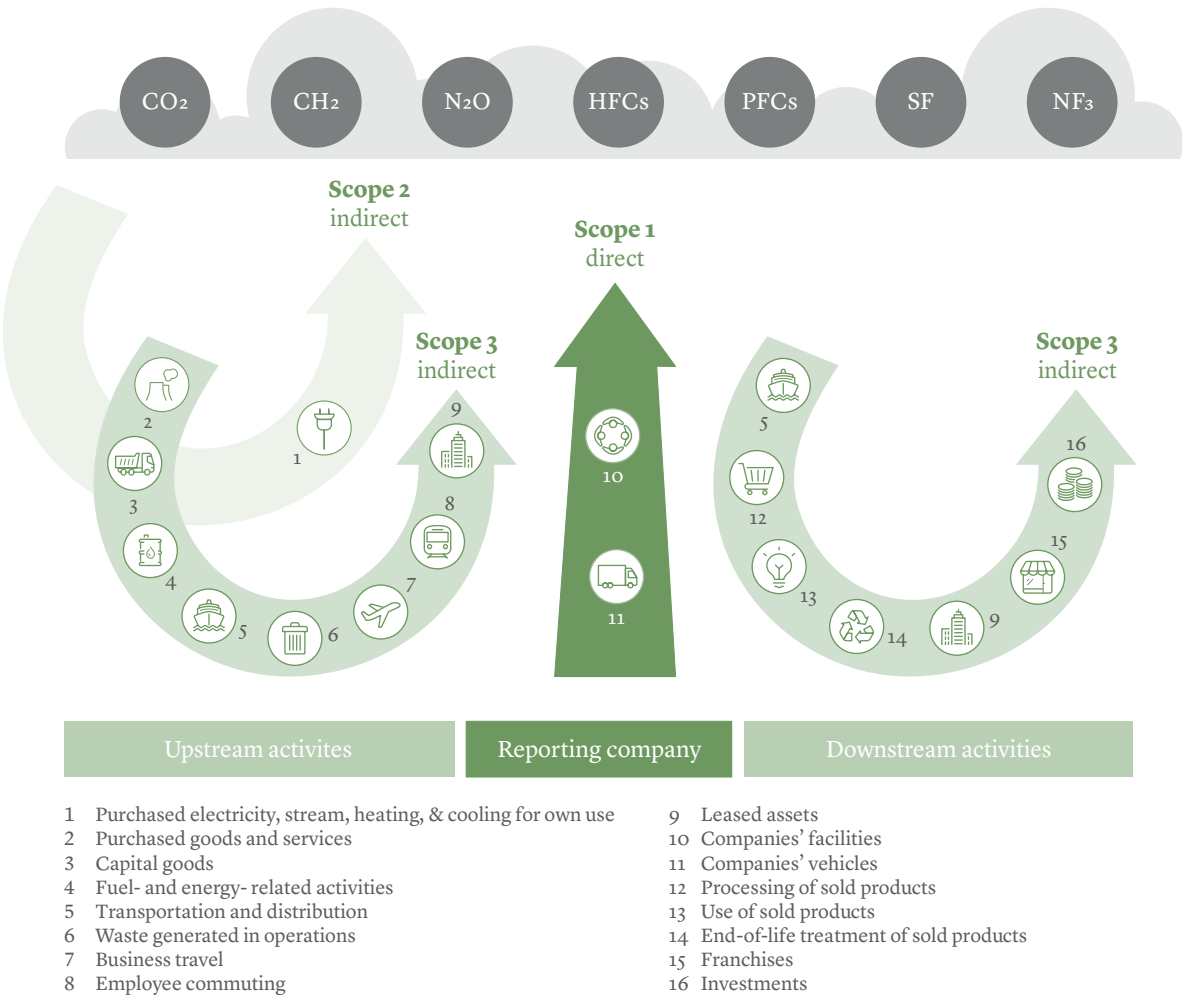 CO₂
CH₂
N₂O
HFCs
PFCs
SF
NF₃
Scope 2
indirect
Scope 1
direct
Scope 3
indirect
Scope 3
indirect
2
3
4
5
6
7
8
9
1
10
11
5
12
13
14
9
15
16
Upstream activites
Reporting company
Downstream activities
1 Purchased electricity, stream, heating, & cooling for own use
2 Purchased goods and services
3 Capital goods
4 Fuel- and energy- related activities
5 Transportation and distribution
6 Waste generated in operations
7 Business travel
8 Employee commuting
9 Leased assets
10 Companies’ facilities
11 Companies’ vehicles
12 Processing of sold products
13 Use of sold products
14 End-of-life treatment of sold products
15 Franchises
16 Investments